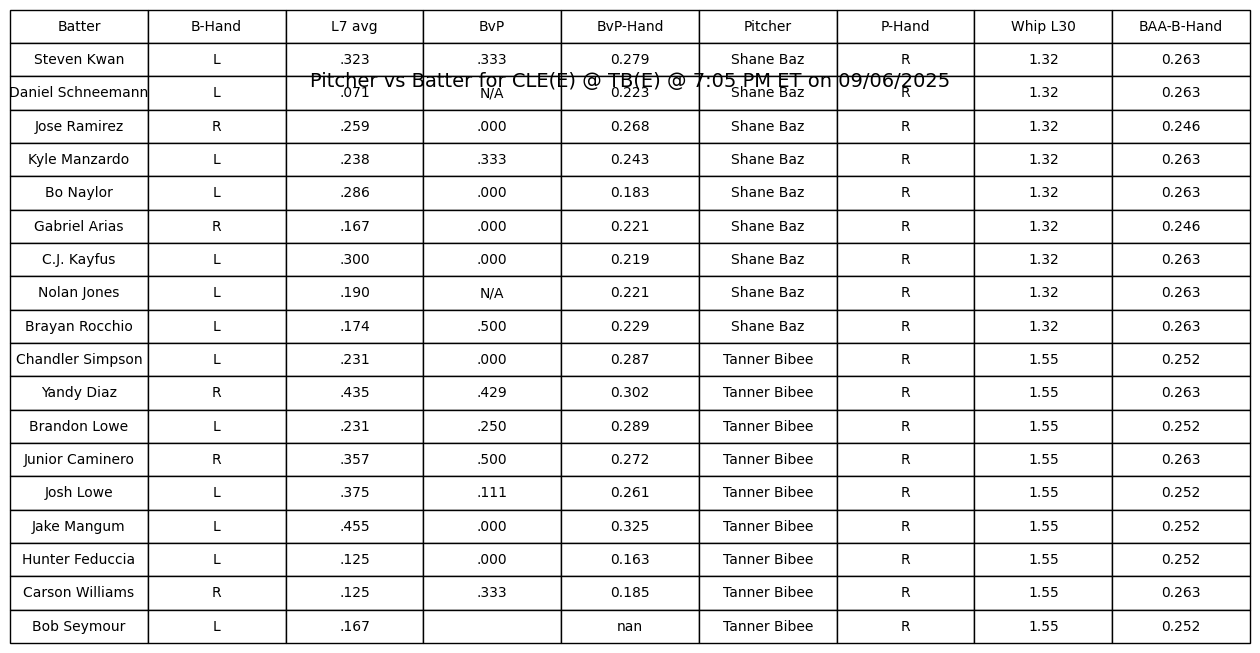 Batter B-Hand L7 avg BvP BvP-Hand Pitcher P-Hand Whip L30 BAA-B-Hand
Steven Kwan L .323 .333 0.279 Shane Baz R 1.32 0.263
Pitcher vs Batter for CLE(E) @ TB(E) @ 7:05 PM ET on 09/06/2025
Daniel Schneemann L .071 N/A 0.223 Shane Baz R 1.32 0.263
Jose Ramirez R .259 .000 0.268 Shane Baz R 1.32 0.246
Kyle Manzardo L .238 .333 0.243 Shane Baz R 1.32 0.263
Bo Naylor L .286 .000 0.183 Shane Baz R 1.32 0.263
Gabriel Arias R .167 .000 0.221 Shane Baz R 1.32 0.246
C.J. Kayfus L .300 .000 0.219 Shane Baz R 1.32 0.263
Nolan Jones L .190 N/A 0.221 Shane Baz R 1.32 0.263
Brayan Rocchio L .174 .500 0.229 Shane Baz R 1.32 0.263
Chandler Simpson L .231 .000 0.287 Tanner Bibee R 1.55 0.252
Yandy Diaz R .435 .429 0.302 Tanner Bibee R 1.55 0.263
Brandon Lowe L .231 .250 0.289 Tanner Bibee R 1.55 0.252
Junior Caminero R .357 .500 0.272 Tanner Bibee R 1.55 0.263
Josh Lowe L .375 .111 0.261 Tanner Bibee R 1.55 0.252
Jake Mangum L .455 .000 0.325 Tanner Bibee R 1.55 0.252
Hunter Feduccia L .125 .000 0.163 Tanner Bibee R 1.55 0.252
Carson Williams R .125 .333 0.185 Tanner Bibee R 1.55 0.263
Bob Seymour L .167 nan Tanner Bibee R 1.55 0.252